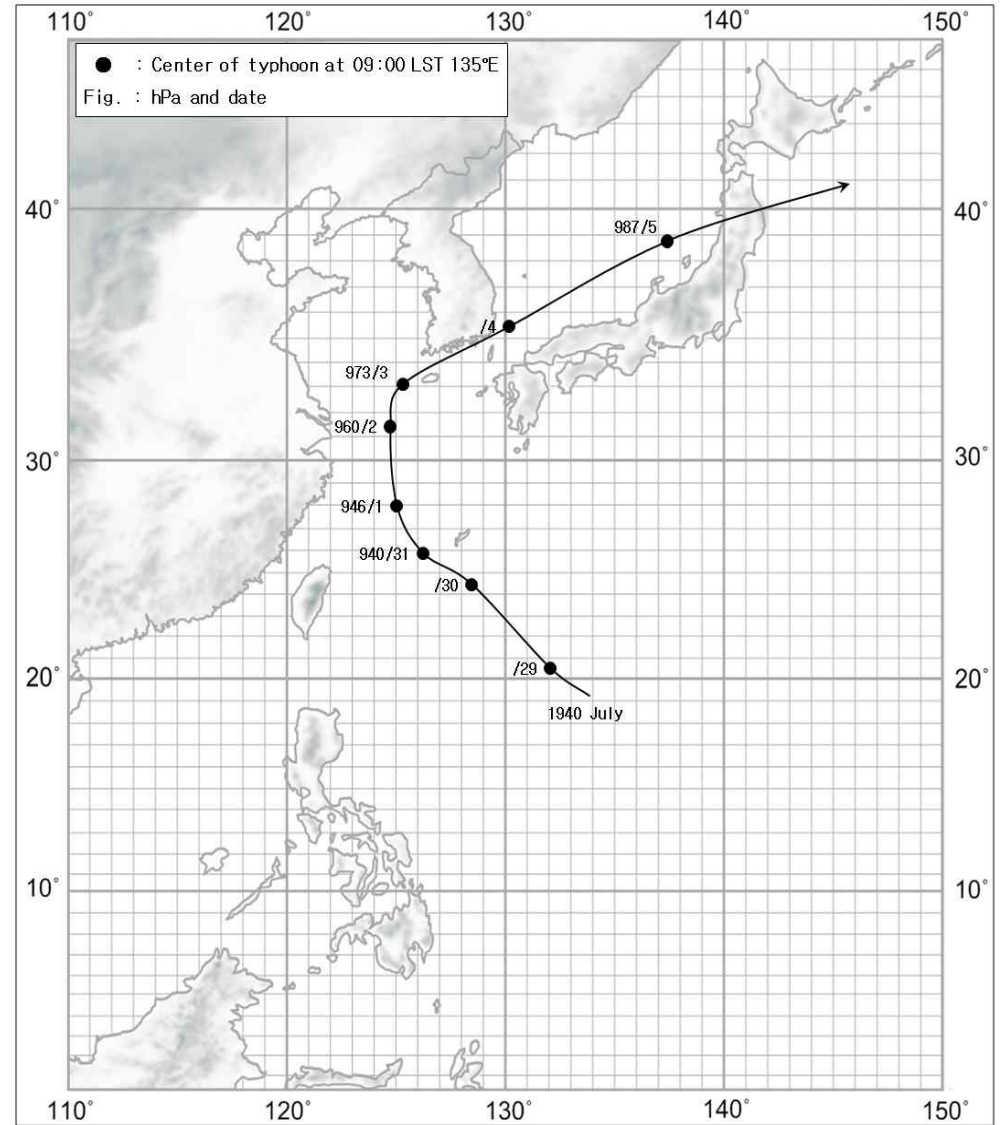 110° 120° 130° 140° 150°
● : Center of typhoon at 09:00 LST 135°E
Fig. : hPa and date
40° 40°
987/5
/4
973/3
960/2
30° 30°
946/1
940/31
/30
/29
20° 20°
1940 July
10° 10°
110° 120° 130° 140° 150°